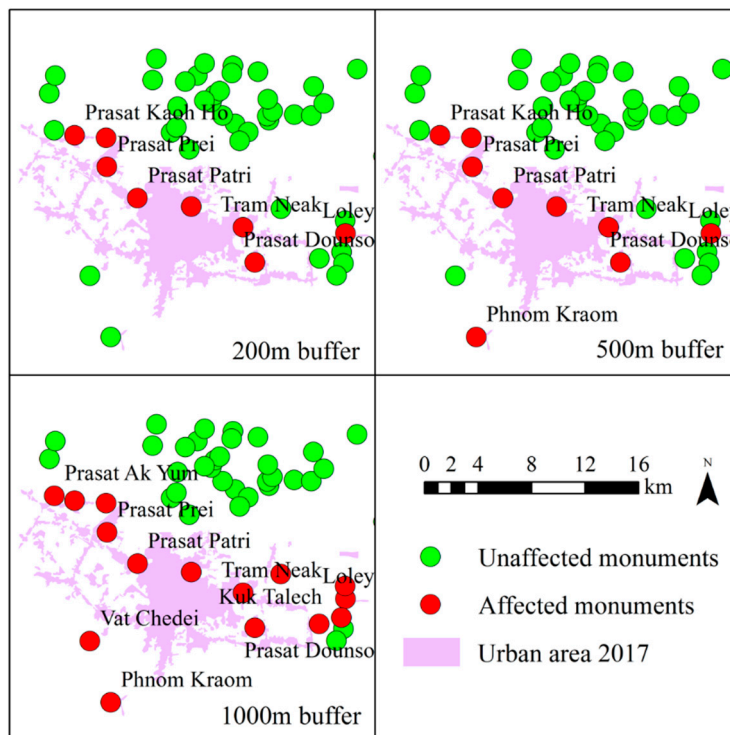 Prasat Kaoh Ho
Prasat Prei
Prasat Patri
Tram Neak
Loley
Prasat Dounso
200m buffer
Prasat Kaoh Ho
Prasat Prei
Prasat Patri
Tram Neak
Loley
Prasat Dounso
Phnom Kraom
500m buffer
Prasat Ak Yum
Prasat Prei
Prasat Patri
Tram Neak
Loley
Kuk Talech
Vat Chedei
Prasat Dounso
Phnom Kraom
1000m buffer
0 2 4 8 12 16
km
N
Unaffected monuments
Affected monuments
Urban area 2017